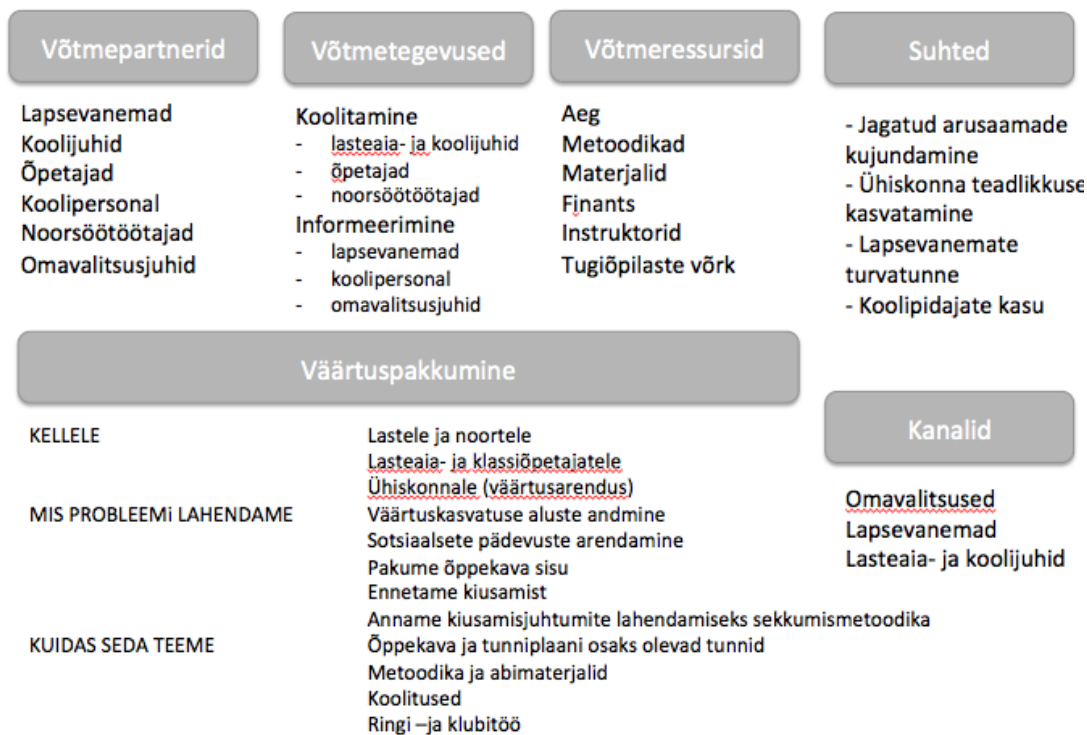 Võtmepartnerid
Lapsevanemad
Koolijuhid
Õpetajad
Koolipersonal
Noorsöötöötajad
Omavalitsusjuhid
Võtmetegevused
Koolitamine
- lasteaia- ja koolijuhid
- õpetajad
- noorsöötöötajad
Informeerimine
- lapsevanemad
- koolipersonal
- omavalitsusjuhid
Võtmeressursid
Aeg
Metoodikad
Materjalid
Finants
Instruktorid
Tugiõpilaste võrk
Suhted
- Jagatud arusaamade
kujundamine
- Ühiskonna teadlikkuse
kasvatamine
- Lapsevanemate
turvatunne
- Koolipidajate kasu
Väärtuspakkumine
KELLELE
Lastele ja noortele
Lasteaia- ja klassiõpetajatele
Ühiskonnale (väärtusarendus)
MIS PROBLEEMi LAHENDAME
Väärtuskasvatuse aluste andmine
Sotsiaalsete pädevuste arendamine
Pakume õppekava sisu
Ennetame kiusamist
Anname kiusamisjuhtumite lahendamiseks sekkumismetoodika
KUIDAS SEDA TEEME
Õppekava ja tunniplaani osaks olevad tunnid
Metoodika ja abimaterjalid
Koolitused
Ringi –ja klubitöö
Kanalid
Omavalitsused
Lapsevanemad
Lasteaia- ja koolijuhid